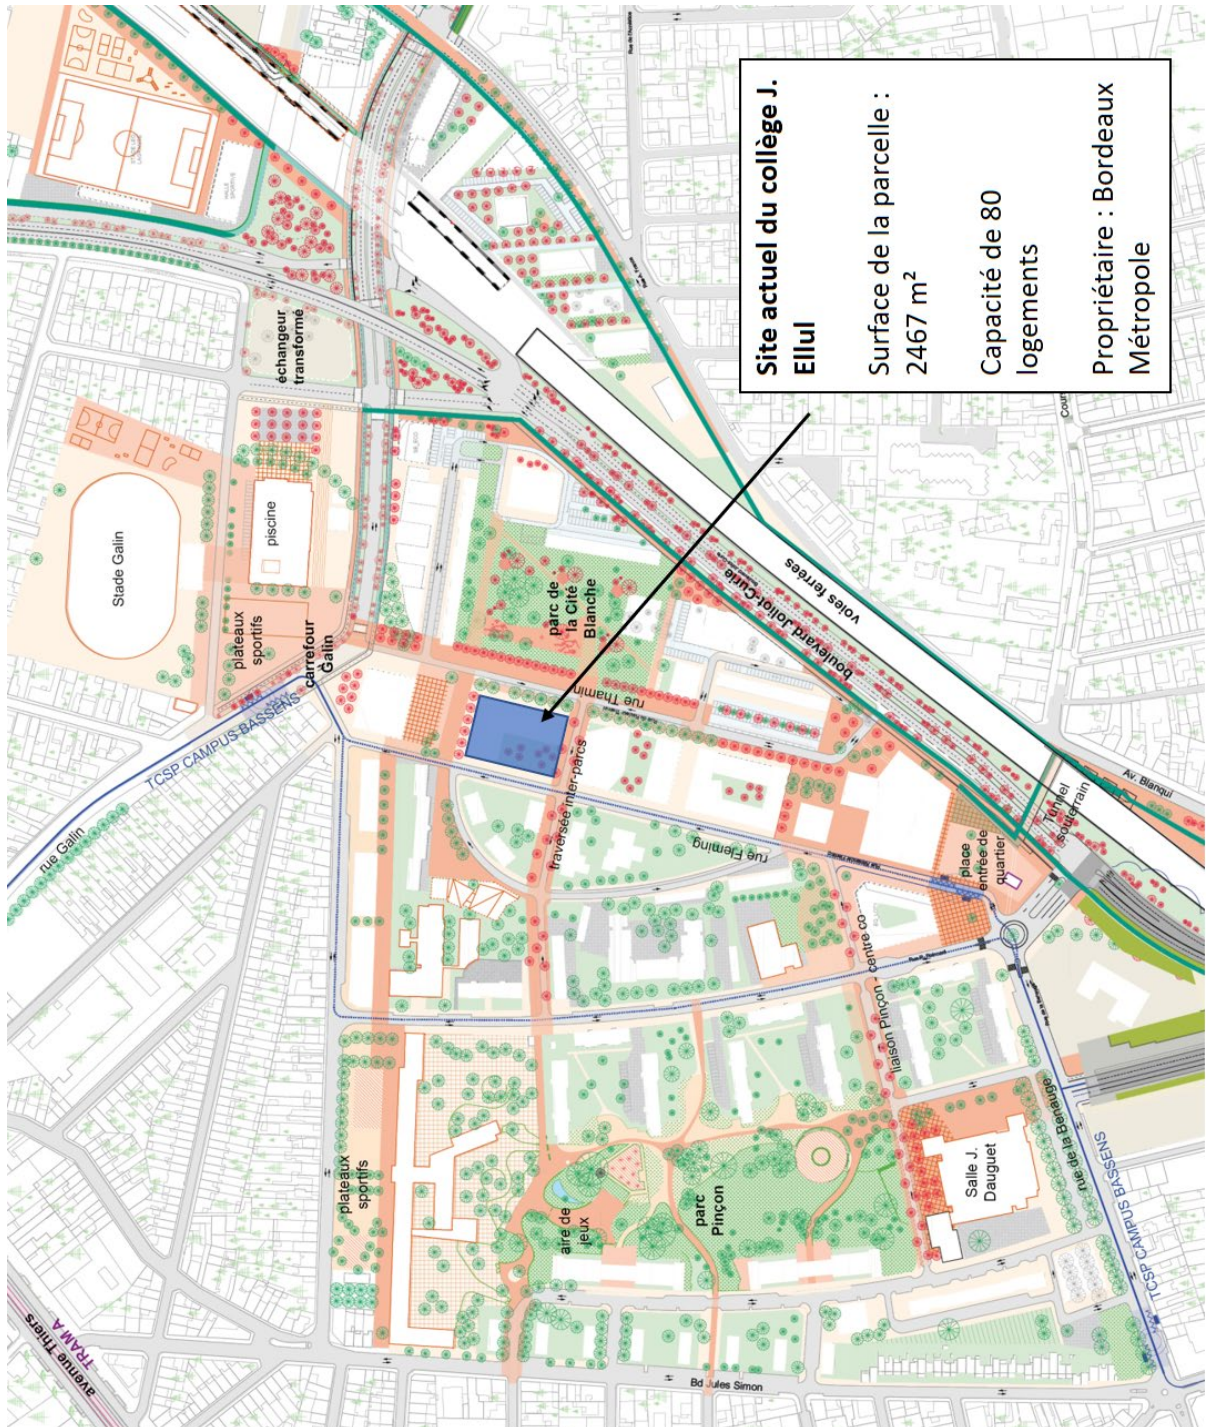 Site actuel du collège J.
Ellul
Surface de la parcelle :
2467 m²
Capacité de 80
logements
Propriétaire : Bordeaux
Métropole
Stade Galin
piscine
plateaux
sportifs
carrefour
Galin
échangeur
transformé
TCSP CAMPUS BASSENS
rue Galin
parc de
la Cité
Blanche
rue Thamin
boulevard Joliot-Curie
voies ferrées
traversée inter-parcs
rue Fleming
place
entrée de
quartier
Tunnel
souterrain
Av. Blanqui
liaison Pinçon - centre co
plateaux
sportifs
aire de
jeux
parc
Pinçon
Salle J.
Dauguet
rue de la Benauge
TCSP CAMPUS BASSENS
Bd Jules Simon
avenue Thiers
TRAM A